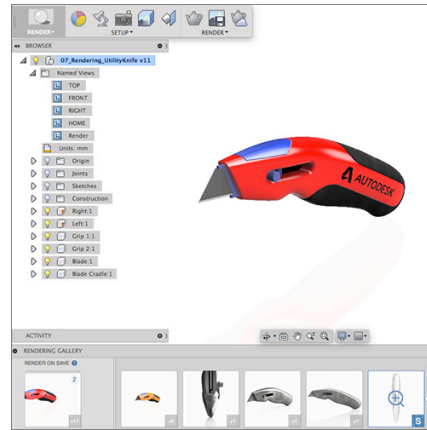 RENDER
SETUP
RENDER
BROWSER
07_Rendering_UtilityKnife v11
Named Views
TOP
FRONT
RIGHT
HOME
Render
Units: mm
Origin
Joints
Sketches
Construction
Right:1
Left:1
Grip 1:1
Grip 2:1
Blade:1
Blade Cradle:1
AUTODESK
ACTIVITY
RENDERING GALLERY
RENDER ON SAVE
2
v11
S